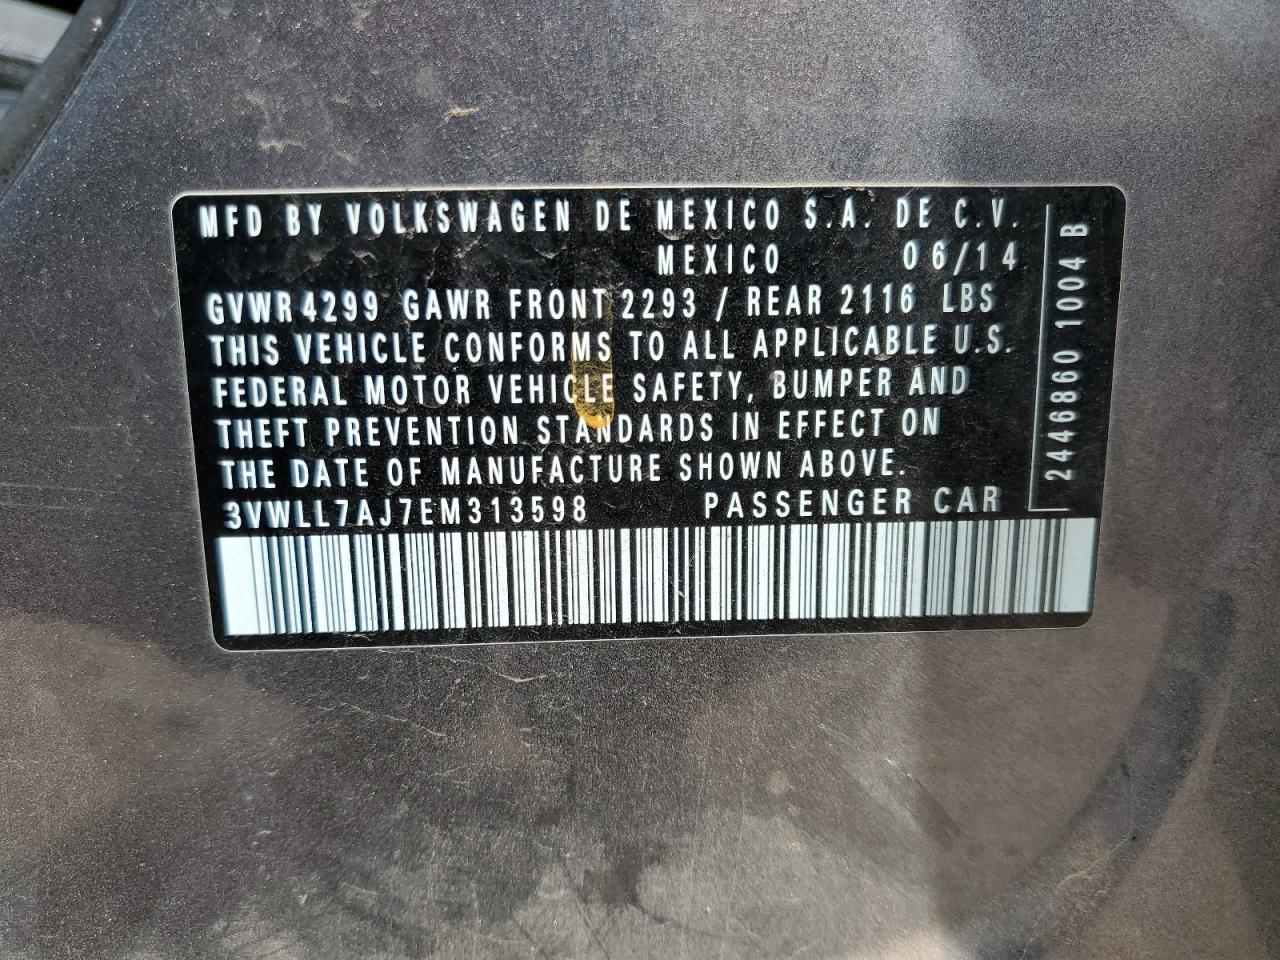 MFD BY VOLKSWAGEN DE MEXICO S.A. DE C.V.
MEXICO 06/14
GVWR 4299 GAWR FRONT 2293 / REAR 2116 LBS
THIS VEHICLE CONFORMS TO ALL APPLICABLE U.S.
FEDERAL MOTOR VEHICLE SAFETY, BUMPER AND
THEFT PREVENTION STANDARDS IN EFFECT ON
THE DATE OF MANUFACTURE SHOWN ABOVE.
3VWLL7AJ7EM313598 PASSENGER CAR
2446860 1004 B